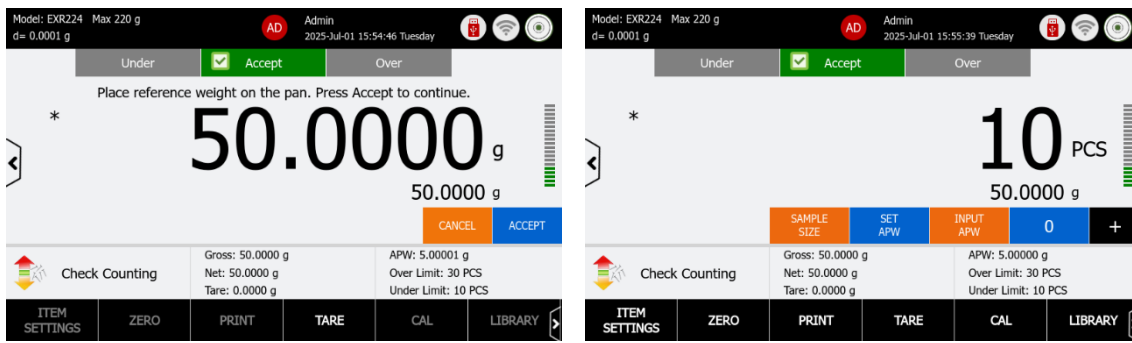 Model: EXR224 Max 220 g
d= 0.0001 g
AD
Admin
2025-Jul-01 15:54:46 Tuesday
Under
Accept
Over
Place reference weight on the pan. Press Accept to continue.
*
50.0000 g
50.0000 g
CANCEL
ACCEPT
Check Counting
Gross: 50.0000 g
Net: 50.0000 g
Tare: 0.0000 g
APW: 5.00001 g
Over Limit: 30 PCS
Under Limit: 10 PCS
ITEM
SETTINGS
ZERO
PRINT
TARE
CAL
LIBRARY
Model: EXR224 Max 220 g
d= 0.0001 g
AD
Admin
2025-Jul-01 15:55:39 Tuesday
Under
Accept
Over
*
10 PCS
50.0000 g
SAMPLE
SIZE
SET
APW
INPUT
APW
0
+
Check Counting
Gross: 50.0000 g
Net: 50.0000 g
Tare: 0.0000 g
APW: 5.00000 g
Over Limit: 30 PCS
Under Limit: 10 PCS
ITEM
SETTINGS
ZERO
PRINT
TARE
CAL
LIBRARY